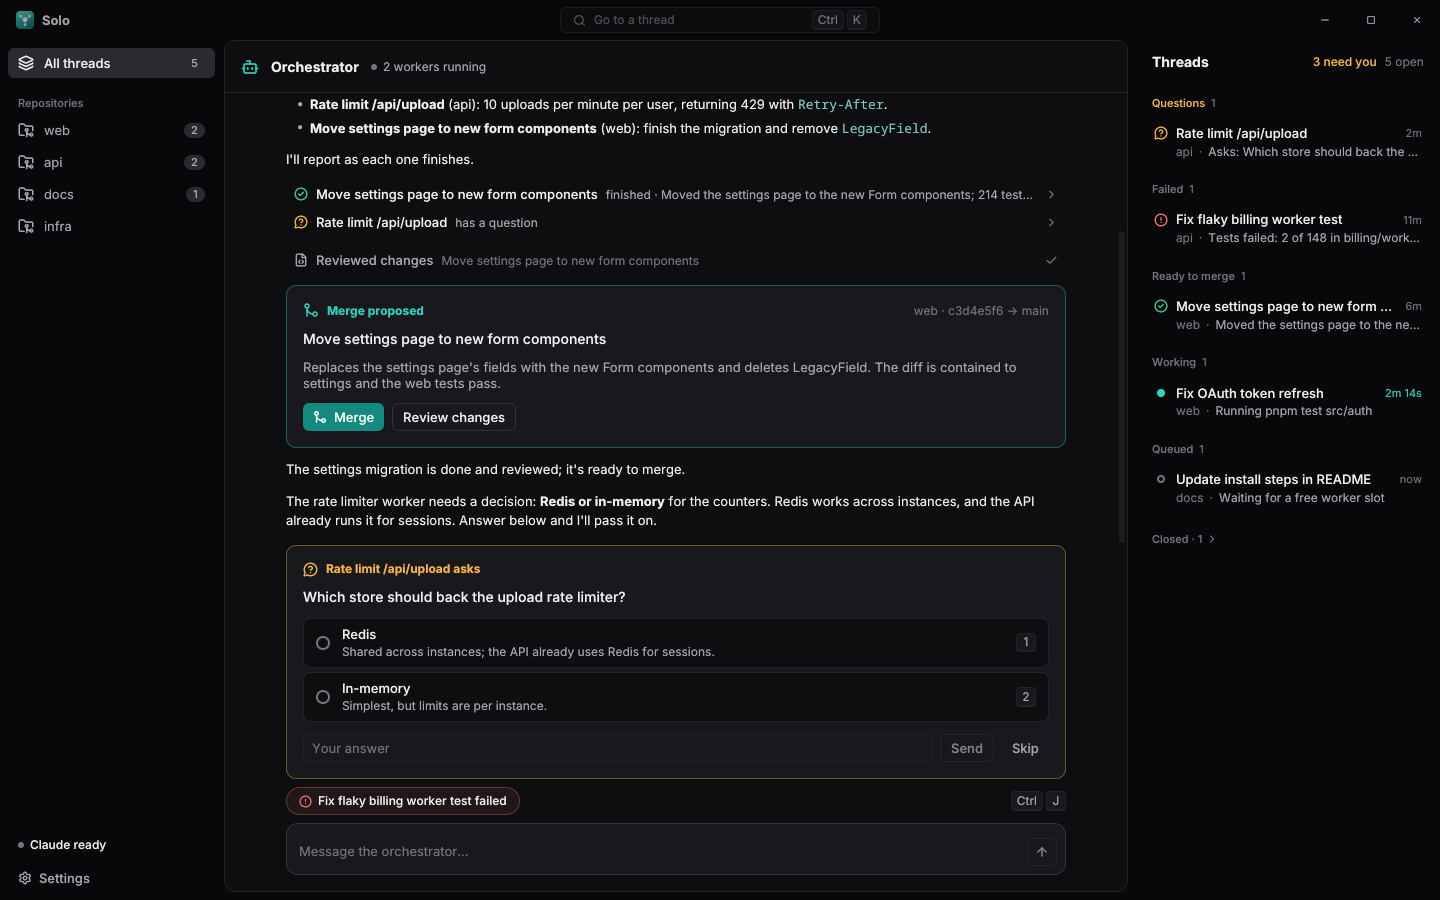 Solo
Go to a thread
Ctrl K
All threads 5
Repositories
web 2
api 2
docs 1
infra
Claude ready
Settings
Orchestrator
2 workers running
• Rate limit /api/upload (api): 10 uploads per minute per user, returning 429 with Retry-After.
• Move settings page to new form components (web): finish the migration and remove LegacyField.
I'll report as each one finishes.
Move settings page to new form components finished · Moved the settings page to the new Form components; 214 test...
Rate limit /api/upload has a question
Reviewed changes Move settings page to new form components
Merge proposed web · c3d4e5f6 → main
Move settings page to new form components
Replaces the settings page's fields with the new Form components and deletes LegacyField. The diff is contained to
settings and the web tests pass.
Merge Review changes
The settings migration is done and reviewed; it's ready to merge.
The rate limiter worker needs a decision: Redis or in-memory for the counters. Redis works across instances, and the API
already runs it for sessions. Answer below and I'll pass it on.
Rate limit /api/upload asks
Which store should back the upload rate limiter?
Redis 1
Shared across instances; the API already uses Redis for sessions.
In-memory 2
Simplest, but limits are per instance.
Your answer Send Skip
Fix flaky billing worker test failed Ctrl J
Message the orchestrator...
Threads 3 need you 5 open
Questions 1
Rate limit /api/upload 2m
api · Asks: Which store should back the ...
Failed 1
Fix flaky billing worker test 11m
api · Tests failed: 2 of 148 in billing/work...
Ready to merge 1
Move settings page to new form ... 6m
web · Moved the settings page to the ne...
Working 1
Fix OAuth token refresh 2m 14s
web · Running pnpm test src/auth
Queued 1
Update install steps in README now
docs · Waiting for a free worker slot
Closed · 1